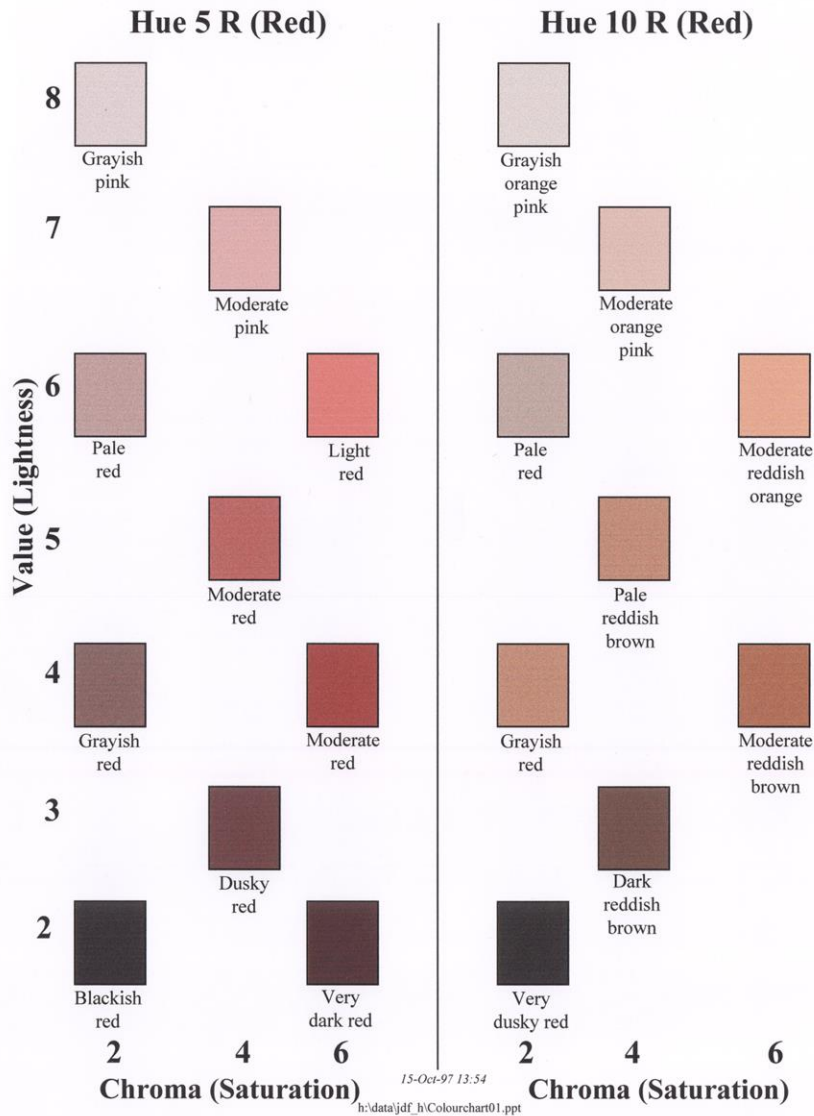 Hue 5 R (Red)
Hue 10 R (Red)
8
Grayish
pink
Grayish
orange
pink
7
Moderate
pink
Moderate
orange
pink
Value (Lightness)
6
Pale
red
Light
red
Pale
red
Moderate
reddish
orange
5
Moderate
red
Pale
reddish
brown
4
Grayish
red
Moderate
red
Grayish
red
Moderate
reddish
brown
3
Dusky
red
Dark
reddish
brown
2
Blackish
red
Very
dark red
Very
dusky red
2 4 6
2 4 6
Chroma (Saturation)
15-Oct-97 13:54
Chroma (Saturation)
h:\data\jdf_h\Colourchart01.ppt